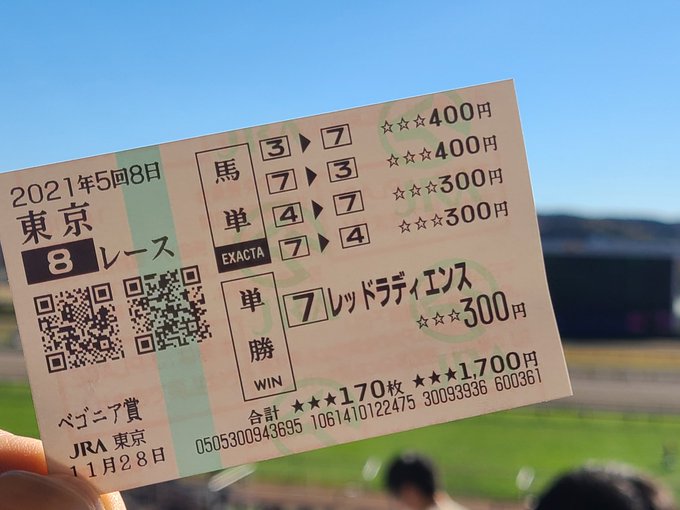 2021年5回8日
東京
8レース
ベゴニア賞
JRA 東京
11月28日
馬単
EXACTA
3▶7 ☆☆☆400円
7▶3 ☆☆☆400円
4▶7 ☆☆☆300円
7▶4 ☆☆☆300円
単勝
WIN
7レッドラディエンス
☆☆☆300円
合計 ★★★170枚 ★★★1,700円
0505300943695 1061410122475 30093936 600361